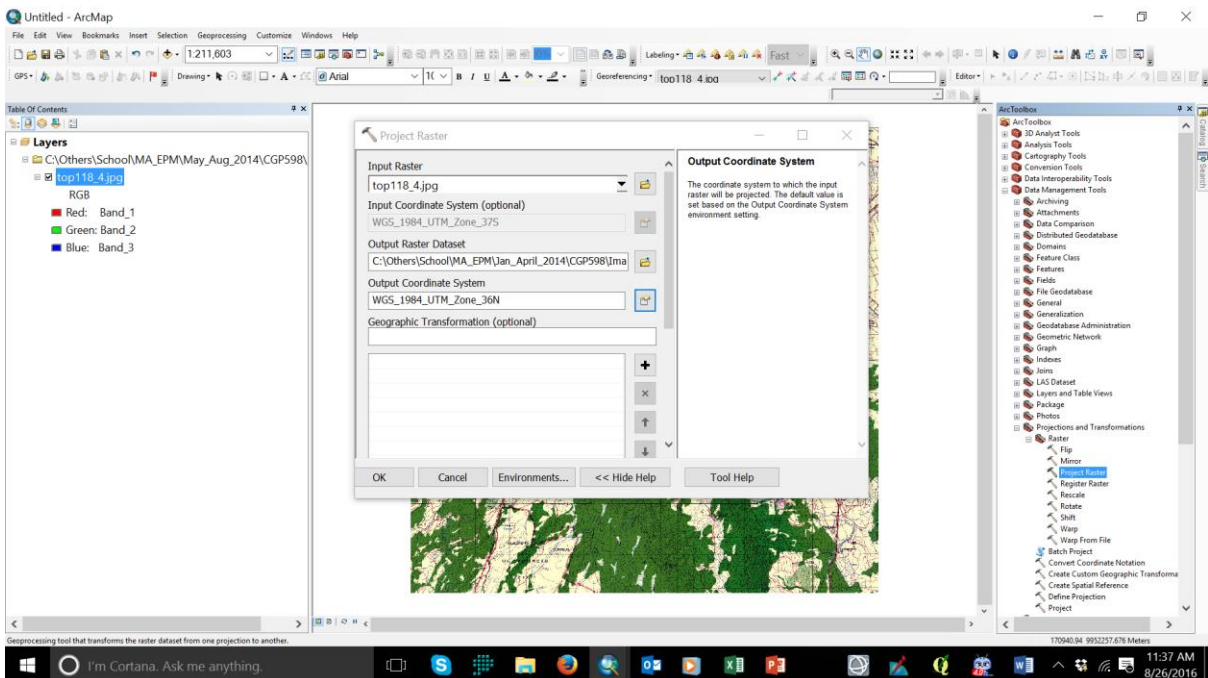 Untitled - ArcMap
File Edit View Bookmarks Insert Selection Geoprocessing Customize Windows Help
1:211,603
Labeling
Fast
GPS
Drawing
Arial
10
B I U A
Georeferencing
top118_4.jpg
Editor
Table Of Contents
Layers
C:\Others\School\MA_EPM\May_Aug_2014\CGP598\
top118_4.jpg
RGB
Red: Band_1
Green: Band_2
Blue: Band_3
Project Raster
Input Raster
top118_4.jpg
Input Coordinate System (optional)
WGS_1984_UTM_Zone_37S
Output Raster Dataset
C:\Others\School\MA_EPM\Jan_April_2014\CGP598\Ima
Output Coordinate System
WGS_1984_UTM_Zone_36N
Geographic Transformation (optional)
OK
Cancel
Environments...
<< Hide Help
Tool Help
Output Coordinate System
The coordinate system to which the input
raster will be projected. The default value is
set based on the Output Coordinate System
environment setting.
ArcToolbox
ArcToolbox
3D Analyst Tools
Analysis Tools
Cartography Tools
Conversion Tools
Data Interoperability Tools
Data Management Tools
Archiving
Attachments
Data Comparison
Distributed Geodatabase
Domains
Feature Class
Features
Fields
File Geodatabase
General
Generalization
Geodatabase Administration
Geometric Network
Graph
Indexes
Joins
LAS Dataset
Layers and Table Views
Package
Photos
Projections and Transformations
Raster
Flip
Mirror
Project Raster
Register Raster
Rescale
Rotate
Shift
Warp
Warp From File
Batch Project
Convert Coordinate Notation
Create Custom Geographic Transforma
Create Spatial Reference
Define Projection
Project
Catalog
Search
Geoprocessing tool that transforms the raster dataset from one projection to another.
170940.94 9952257.676 Meters
I'm Cortana. Ask me anything.
11:37 AM
8/26/2016